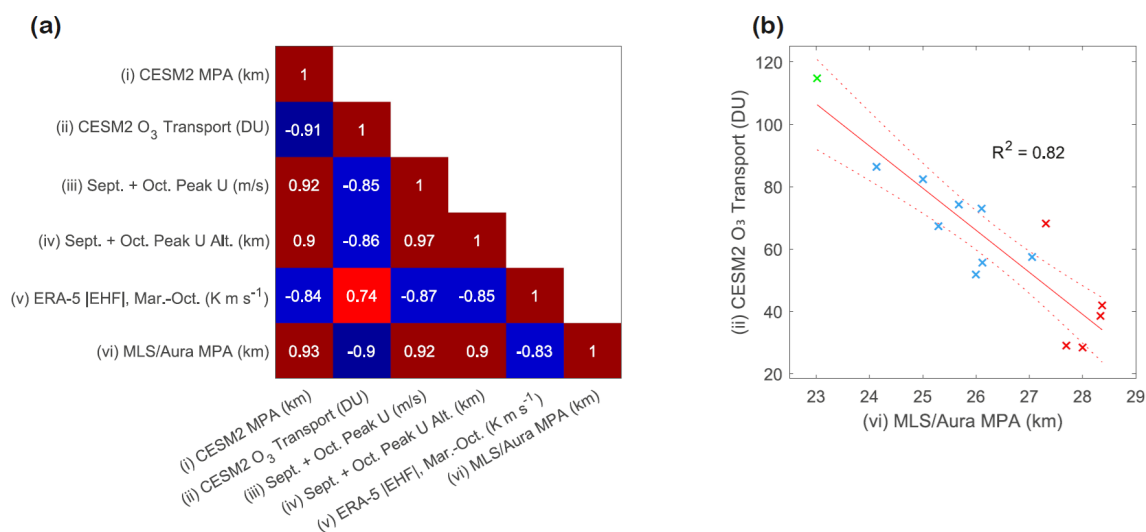 (a)
(i) CESM2 MPA (km)
1
(ii) CESM2 O₃ Transport (DU)
-0.91 1
(iii) Sept. + Oct. Peak U (m/s)
0.92 -0.85 1
(iv) Sept. + Oct. Peak U Alt. (km)
0.9 -0.86 0.97 1
(v) ERA-5 |EHF|, Mar.-Oct. (K m s⁻¹)
-0.84 0.74 -0.87 -0.85 1
(vi) MLS/Aura MPA (km)
0.93 -0.9 0.92 0.9 -0.83 1
(i) CESM2 MPA (km)
(ii) CESM2 O₃ Transport (DU)
(iii) Sept. + Oct. Peak U (m/s)
(iv) Sept. + Oct. Peak U Alt. (km)
(v) ERA-5 |EHF|, Mar.-Oct. (K m s⁻¹)
(vi) MLS/Aura MPA (km)
(b)
(ii) CESM2 O₃ Transport (DU)
120
100
80
60
40
20
R² = 0.82
23 24 25 26 27 28 29
(vi) MLS/Aura MPA (km)